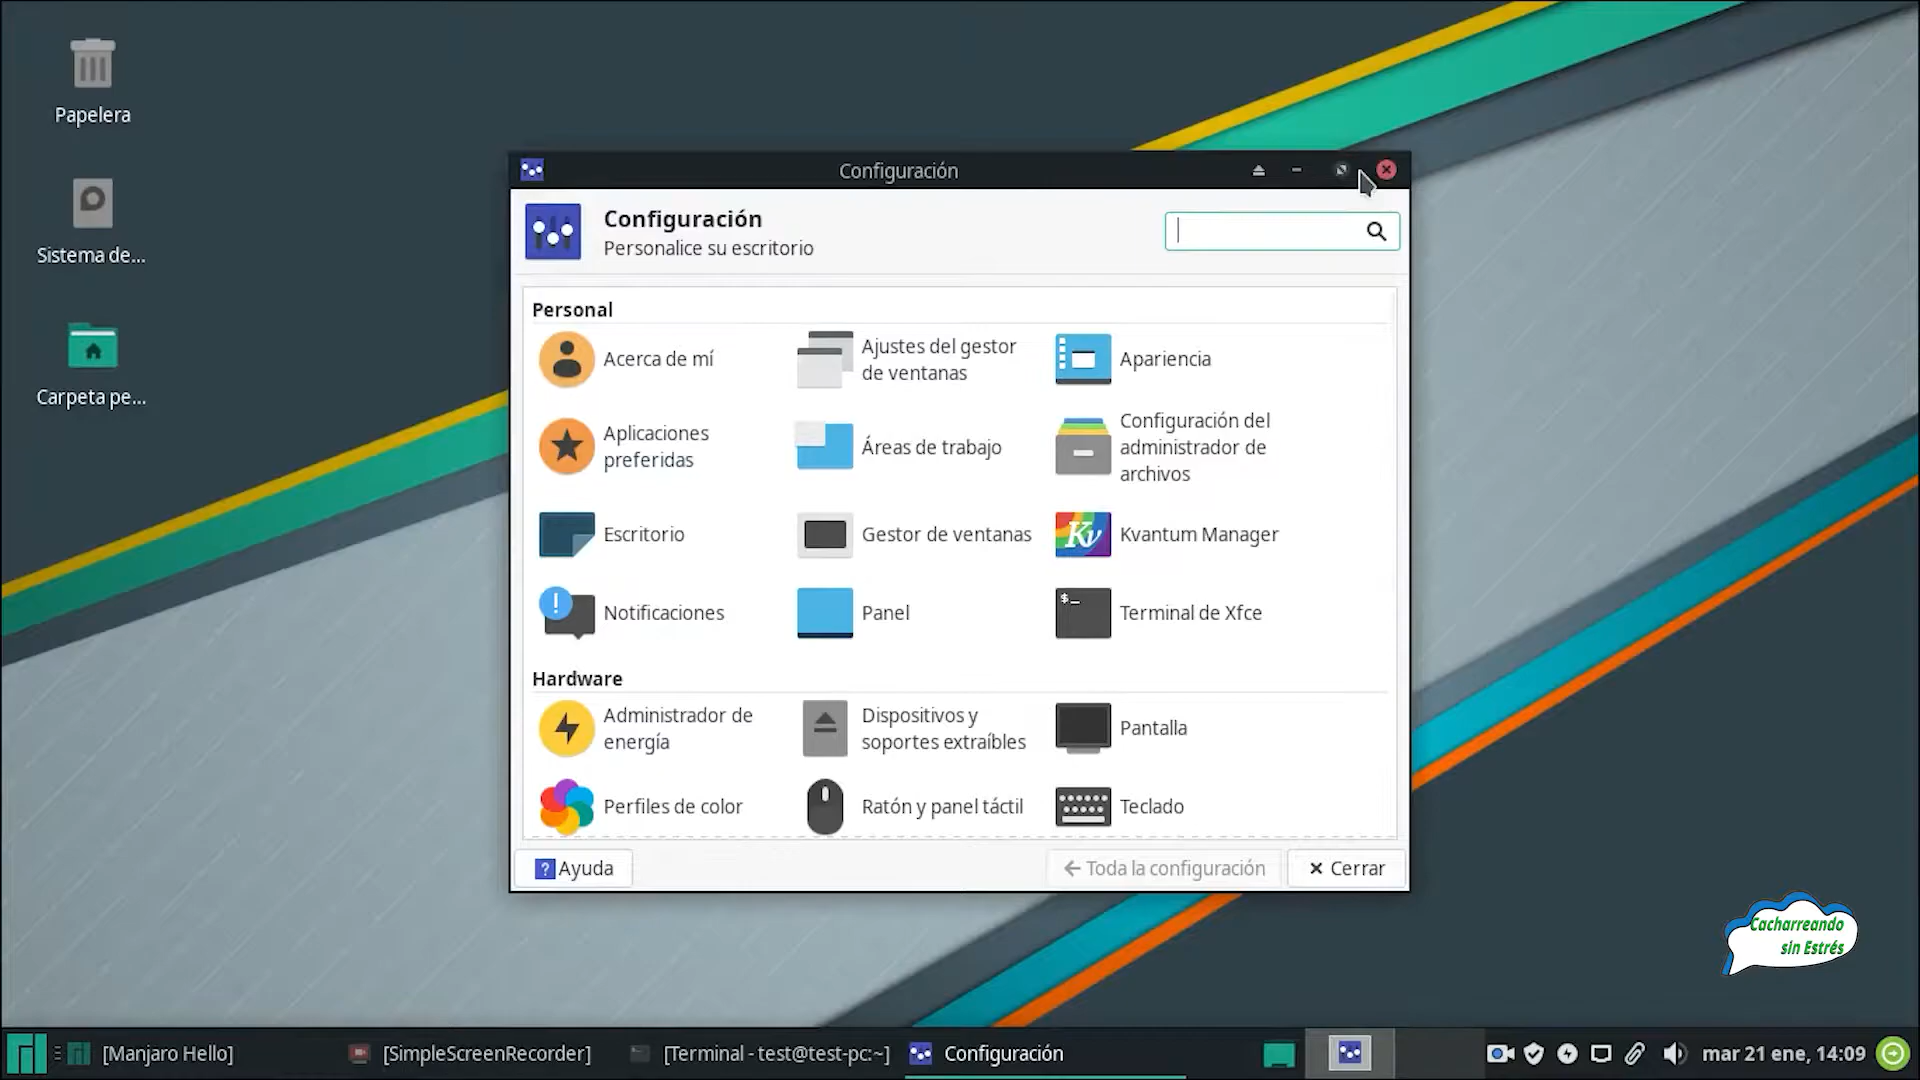 Papelera
Sistema de...
Carpeta pe...
Configuración
Configuración
Personalice su escritorio
Personal
Acerca de mí
Ajustes del gestor
de ventanas
Apariencia
Aplicaciones
preferidas
Áreas de trabajo
Configuración del
administrador de
archivos
Escritorio
Gestor de ventanas
Kv
Kvantum Manager
!
Notificaciones
Panel
$_
Terminal de Xfce
Hardware
Administrador de
energía
Dispositivos y
soportes extraíbles
Pantalla
Perfiles de color
Ratón y panel táctil
Teclado
? Ayuda
Toda la configuración
Cerrar
Cacharreando
sin Estrés
[Manjaro Hello]
[SimpleScreenRecorder]
[Terminal - test@test-pc:~]
Configuración
mar 21 ene, 14:09